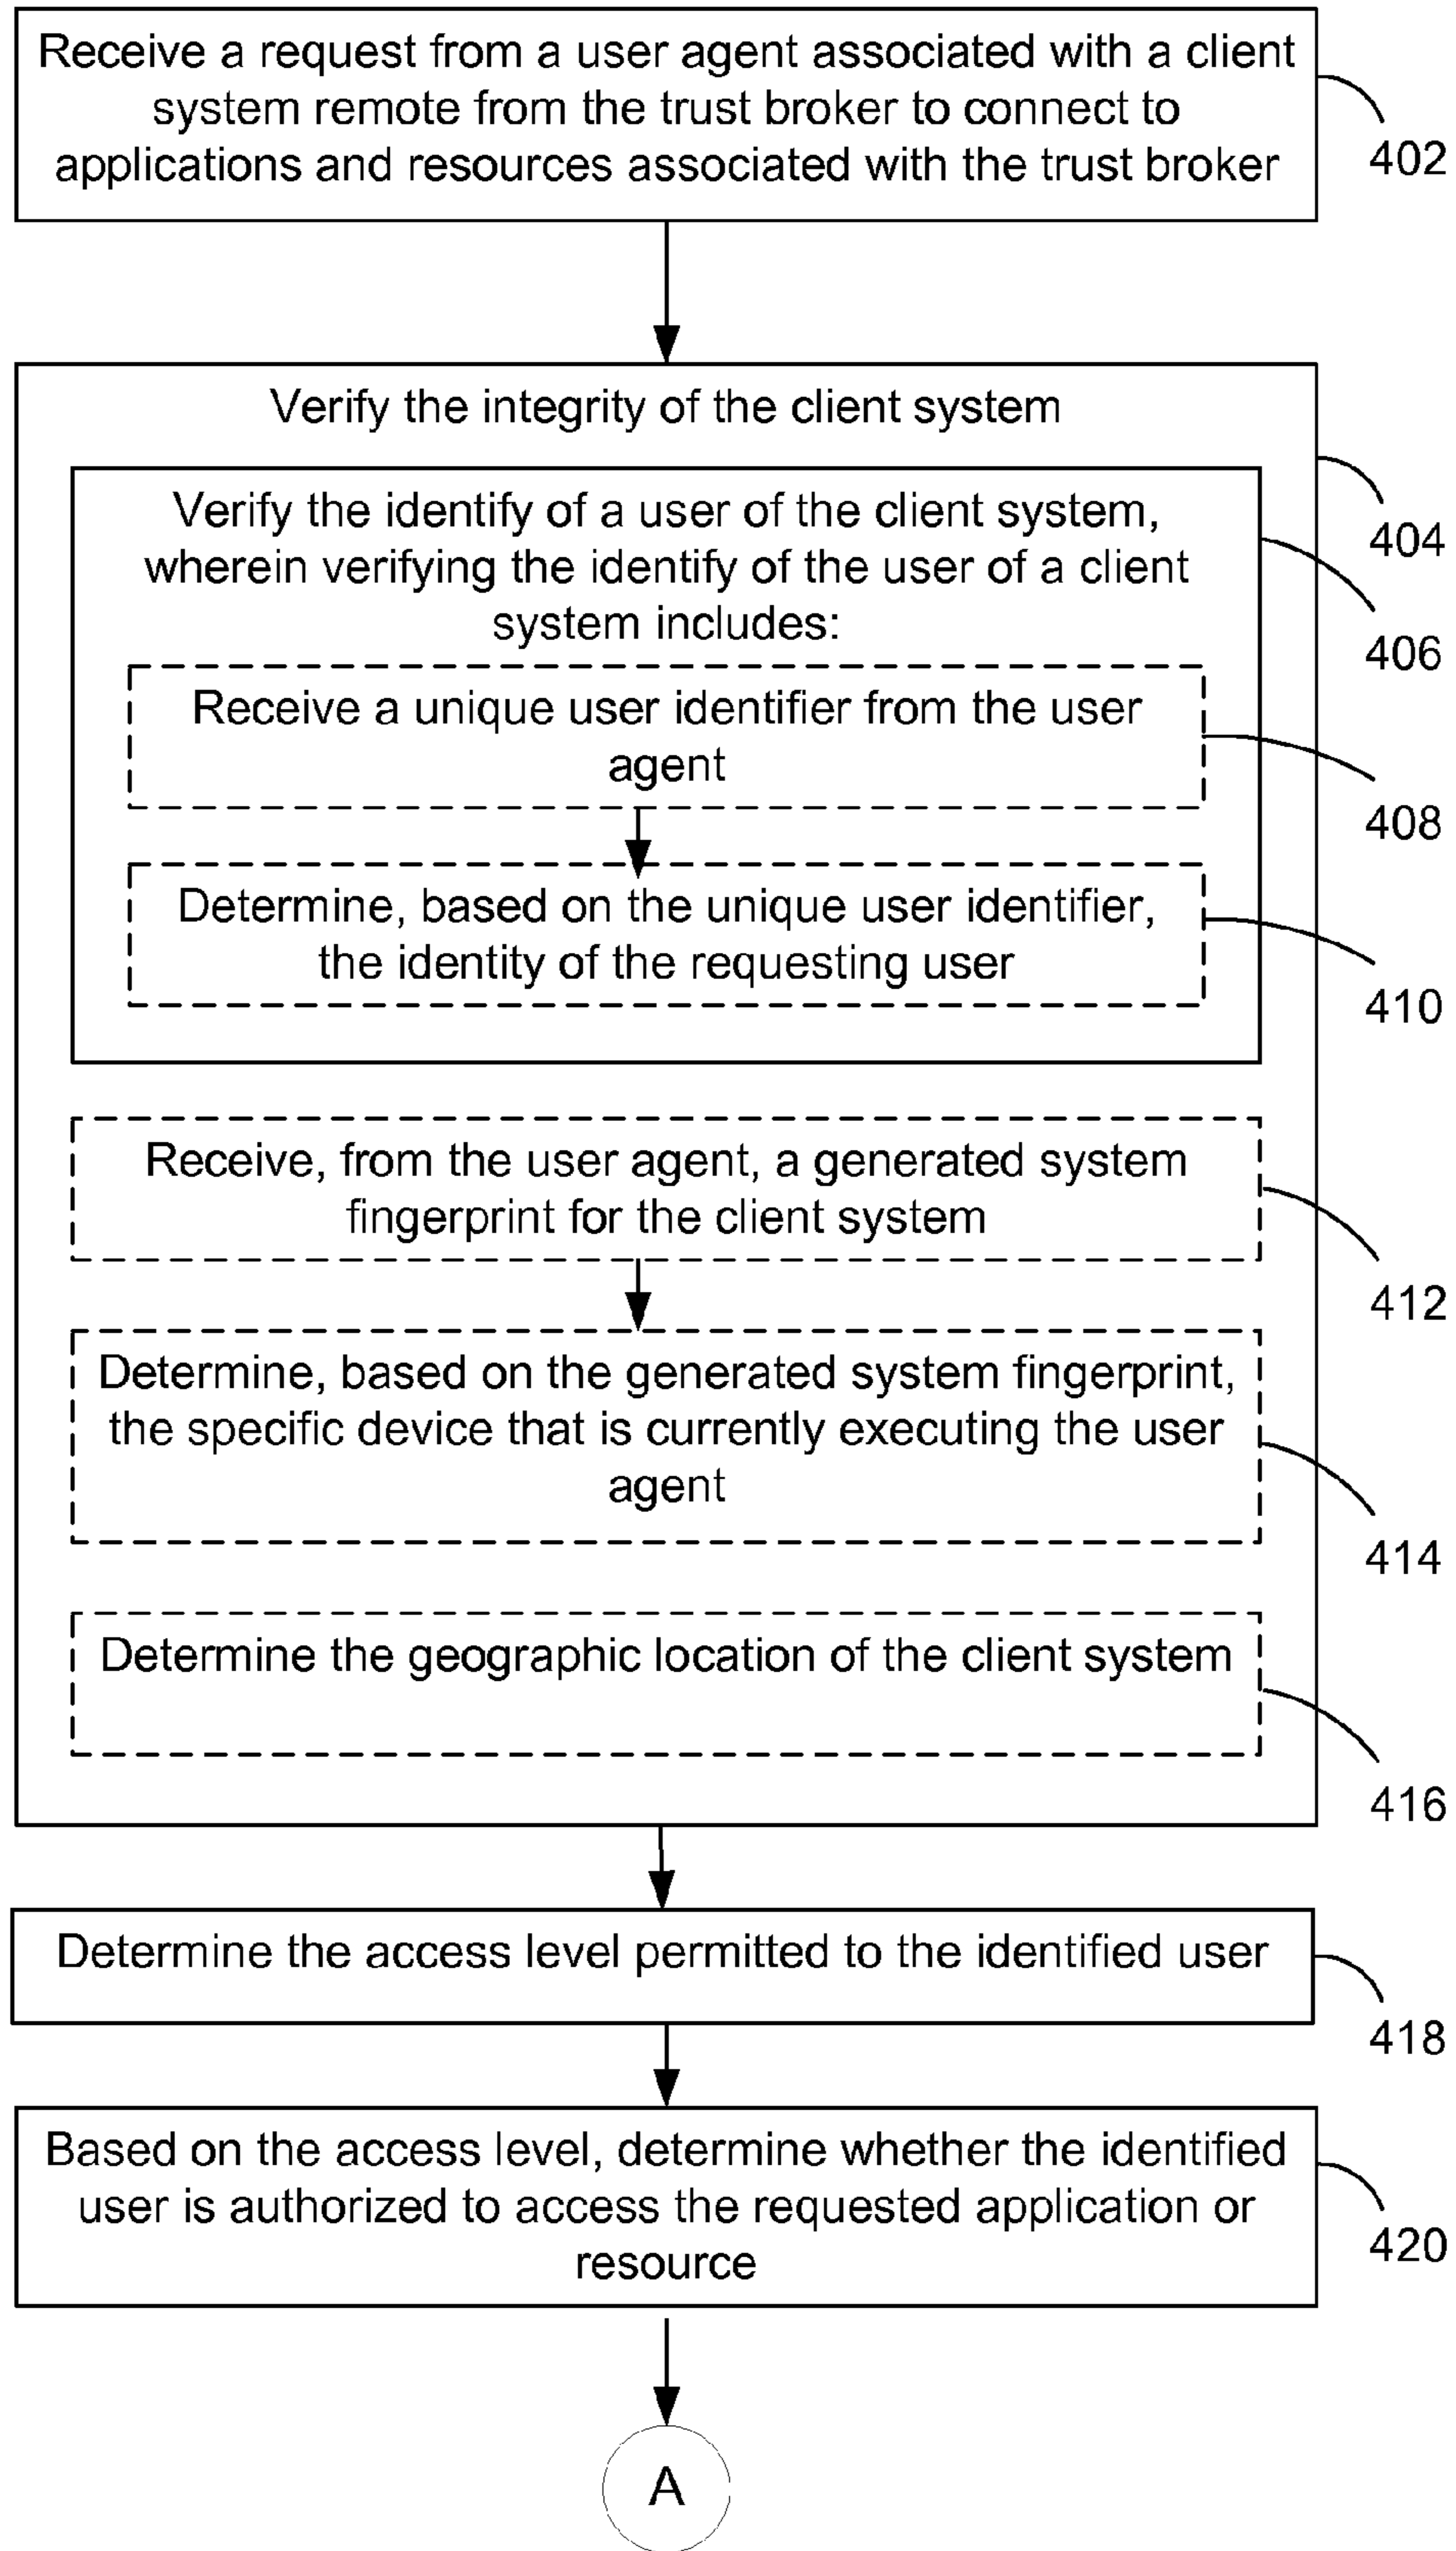 Receive a request from a user agent associated with a client
system remote from the trust broker to connect to
applications and resources associated with the trust broker
402
Verify the integrity of the client system
404
Verify the identify of a user of the client system,
wherein verifying the identify of the user of a client
system includes:
406
Receive a unique user identifier from the user
agent
408
Determine, based on the unique user identifier,
the identity of the requesting user
410
Receive, from the user agent, a generated system
fingerprint for the client system
412
Determine, based on the generated system fingerprint,
the specific device that is currently executing the user
agent
414
Determine the geographic location of the client system
416
Determine the access level permitted to the identified user
418
Based on the access level, determine whether the identified
user is authorized to access the requested application or
resource
420
A